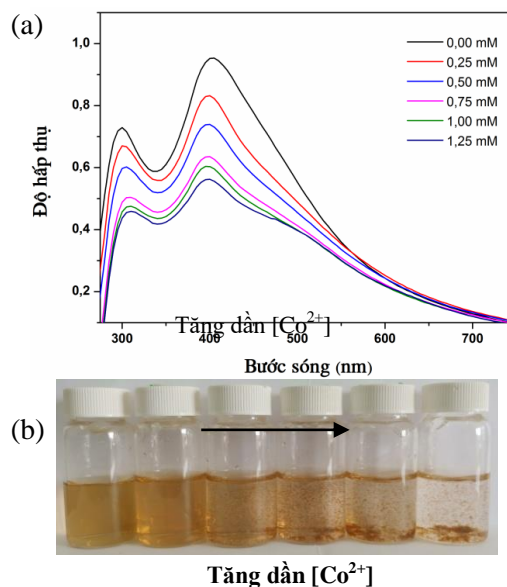 (a)
0,00 mM
0,25 mM
0,50 mM
0,75 mM
1,00 mM
1,25 mM
Độ hấp thụ
1,0
0,8
0,6
0,4
0,2
Tăng dần [Co²⁺]
300 400 500 600 700
Bước sóng (nm)
(b)
Tăng dần [Co²⁺]